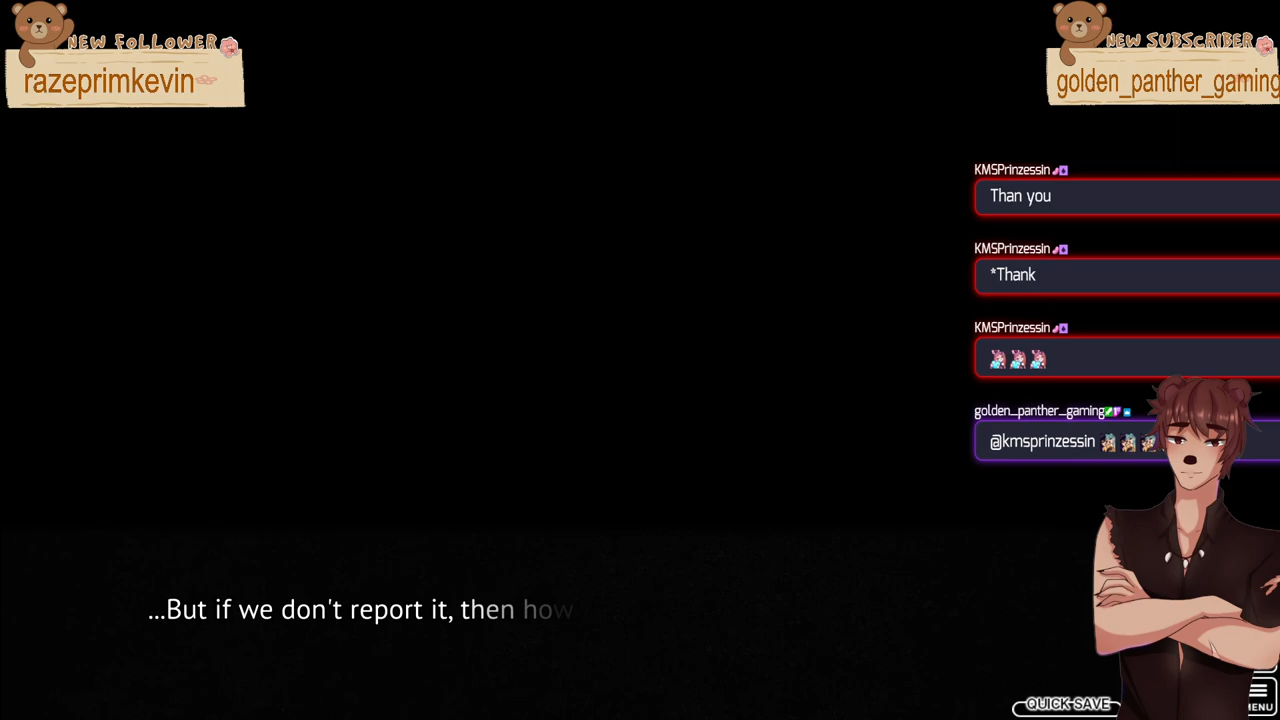 NEW FOLLOWER
razeprimkevin
NEW SUBSCRIBER
golden_panther_gaming
KMSPrinzessin
Than you
KMSPrinzessin
*Thank
KMSPrinzessin
golden_panther_gaming
@kmsprinzessin
...But if we don't report it, then how
QUICK SAVE
MENU